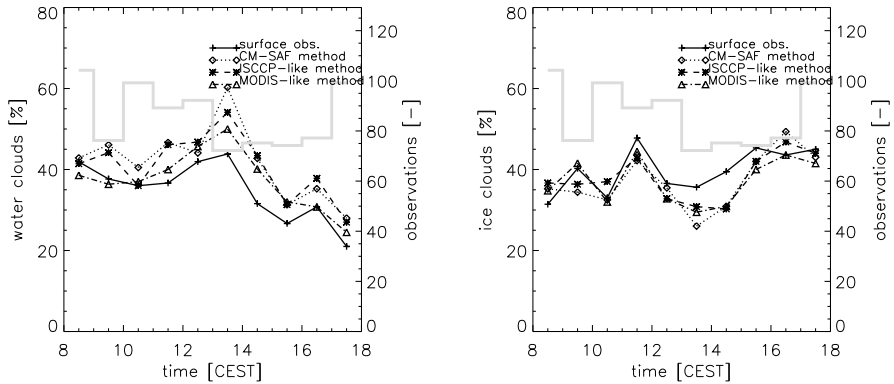 80
60
40
20
0
water clouds [%]
surface obs.
CM-SAF method
ISCCP-like method
MODIS-like method
120
100
80
60
40
20
0
observations [-]
8 10 12 14 16 18
time [CEST]
80
60
40
20
0
ice clouds [%]
surface obs.
CM-SAF method
ISCCP-like method
MODIS-like method
120
100
80
60
40
20
0
observations [-]
8 10 12 14 16 18
time [CEST]